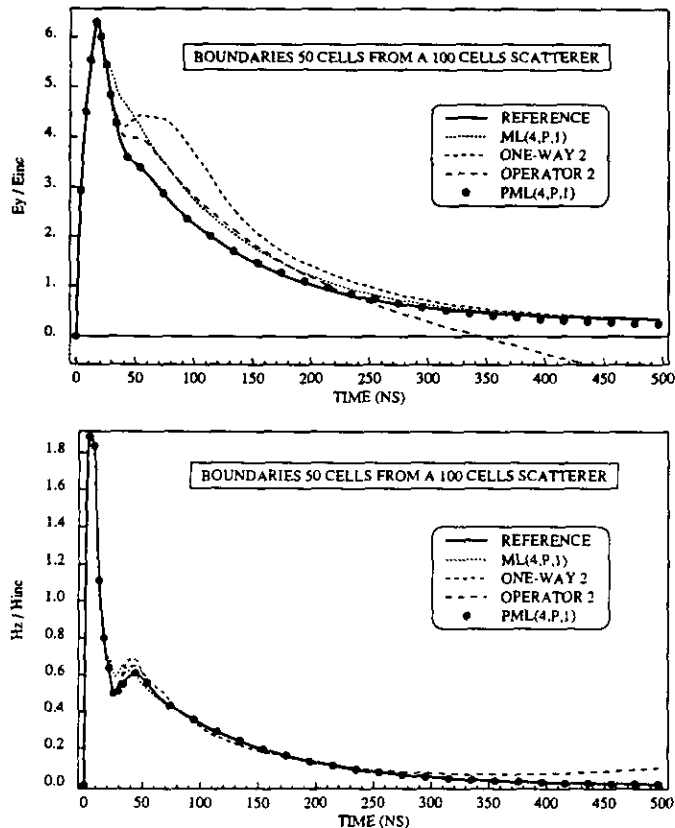 6.
5.
4.
3.
2.
1.
0.
Ey / Einc
BOUNDARIES 50 CELLS FROM A 100 CELLS SCATTERER
REFERENCE
ML(4,P,1)
ONE-WAY 2
OPERATOR 2
PML(4,P,1)
0 50 100 150 200 250 300 350 400 450 500
TIME (NS)
1.8
1.6
1.4
1.2
1.0
0.8
0.6
0.4
0.2
0.0
Hz / Hinc
BOUNDARIES 50 CELLS FROM A 100 CELLS SCATTERER
REFERENCE
ML(4,P,1)
ONE-WAY 2
OPERATOR 2
PML(4,P,1)
0 50 100 150 200 250 300 350 400 450 500
TIME (NS)